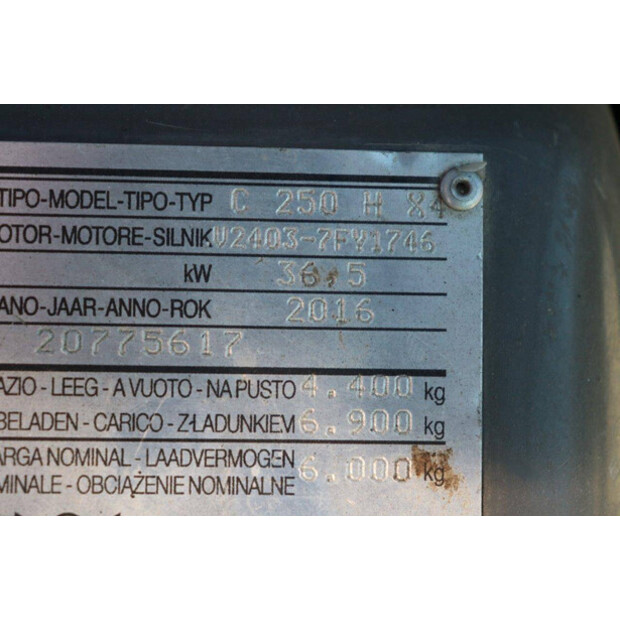 TIPO-MODEL-TIPO-TYP C 250 H X4
OTOR-MOTORE-SILNIK V2403-7FY1746
kW 36,5
ANO-JAAR-ANNO-ROK 2016
20775617
AZIO - LEEG - A VUOTO - NA PUSTO 4.400 kg
BELADEN - CARICO - ZŁADUNKIEM 6.900 kg
ARGA NOMINAL - LAADVERMOGEN
MINALE - OBCIĄŻENIE NOMINALNE 6.000 kg